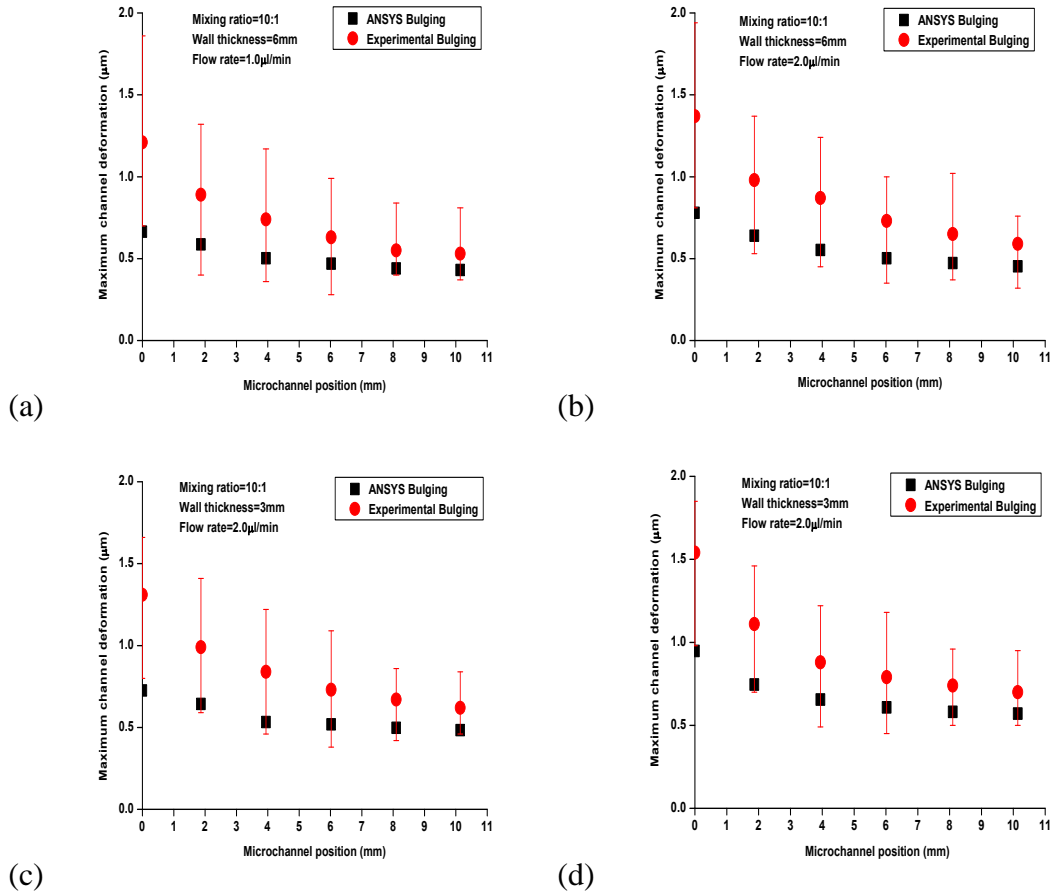 Mixing ratio=10:1
Wall thickness=6mm
Flow rate=1.0μl/min
ANSYS Bulging
Experimental Bulging
Maximum channel deformation (μm)
2.0
1.5
1.0
0.5
0.0
0 1 2 3 4 5 6 7 8 9 10 11
Microchannel position (mm)
(a)
Mixing ratio=10:1
Wall thickness=6mm
Flow rate=2.0μl/min
ANSYS Bulging
Experimental Bulging
Maximum channel deformation (μm)
2.0
1.5
1.0
0.5
0.0
0 1 2 3 4 5 6 7 8 9 10 11
Microchannel position (mm)
(b)
Mixing ratio=10:1
Wall thickness=3mm
Flow rate=2.0μl/min
ANSYS Bulging
Experimental Bulging
Maximum channel deformation (μm)
2.0
1.5
1.0
0.5
0.0
0 1 2 3 4 5 6 7 8 9 10 11
Microchannel position (mm)
(c)
Mixing ratio=10:1
Wall thickness=3mm
Flow rate=2.0μl/min
ANSYS Bulging
Experimental Bulging
Maximum channel deformation (μm)
2.0
1.5
1.0
0.5
0.0
0 1 2 3 4 5 6 7 8 9 10 11
Microchannel position (mm)
(d)